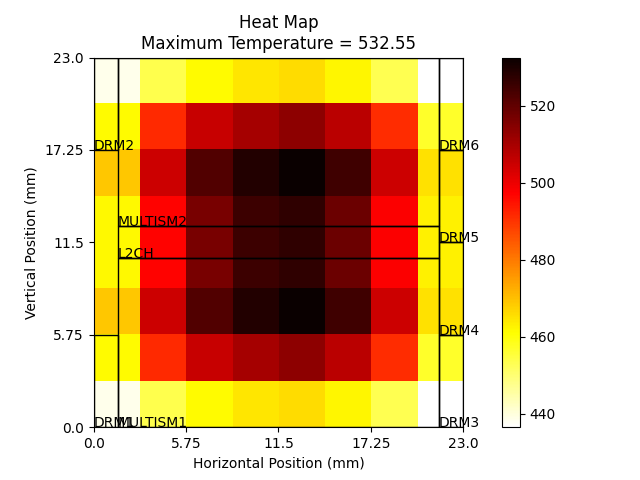 Heat Map
Maximum Temperature = 532.55
23.0
17.25
11.5
5.75
0.0
Vertical Position (mm)
DRM2
DRM6
MULTISM2
DRM5
L2CH
DRM4
DRM1
MULTISM1
DRM3
0.0
5.75
11.5
17.25
23.0
Horizontal Position (mm)
520
500
480
460
440